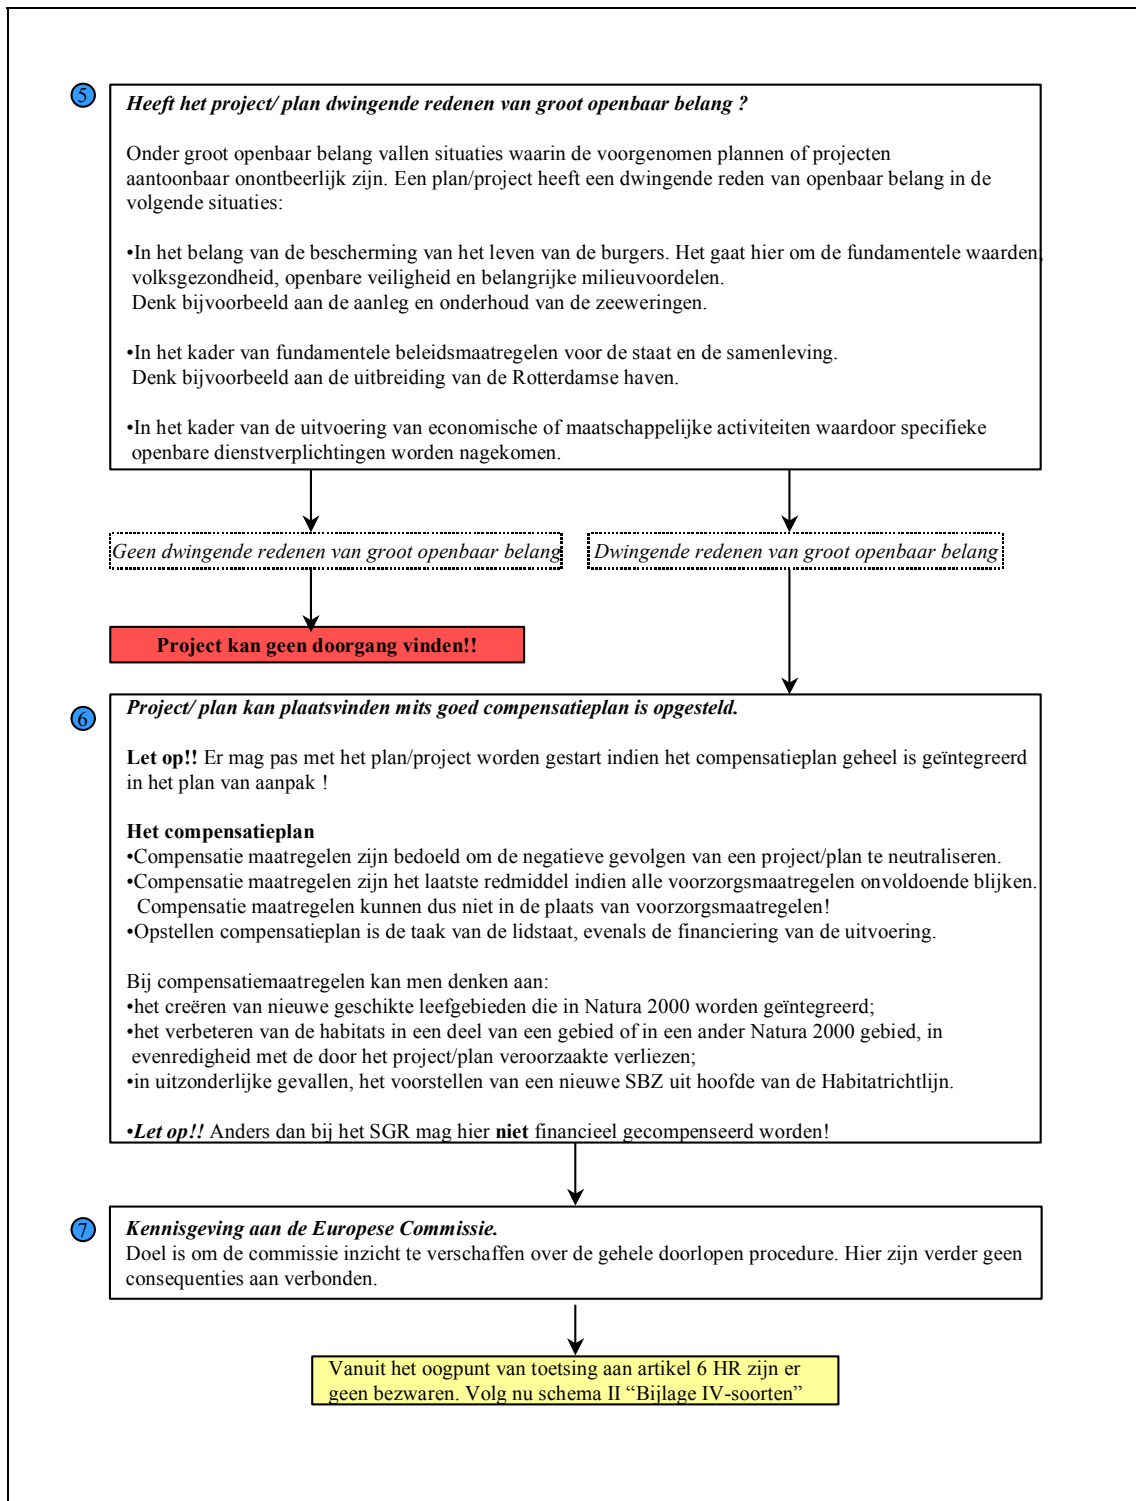 5
Heeft het project/ plan dwingende redenen van groot openbaar belang ?
Onder groot openbaar belang vallen situaties waarin de voorgenomen plannen of projecten
aantoonbaar onontbeerlijk zijn. Een plan/project heeft een dwingende reden van openbaar belang in de
volgende situaties:
•In het belang van de bescherming van het leven van de burgers. Het gaat hier om de fundamentele waarden;
volksgezondheid, openbare veiligheid en belangrijke milieuvoordelen.
Denk bijvoorbeeld aan de aanleg en onderhoud van de zeeweringen.
•In het kader van fundamentele beleidsmaatregelen voor de staat en de samenleving.
Denk bijvoorbeeld aan de uitbreiding van de Rotterdamse haven.
•In het kader van de uitvoering van economische of maatschappelijke activiteiten waardoor specifieke
openbare dienstverplichtingen worden nagekomen.
Geen dwingende redenen van groot openbaar belang
Dwingende redenen van groot openbaar belang
Project kan geen doorgang vinden!!
6
Project/ plan kan plaatsvinden mits goed compensatieplan is opgesteld.
Let op!! Er mag pas met het plan/project worden gestart indien het compensatieplan geheel is geïntegreerd
in het plan van aanpak !
Het compensatieplan
•Compensatie maatregelen zijn bedoeld om de negatieve gevolgen van een project/plan te neutraliseren.
•Compensatie maatregelen zijn het laatste redmiddel indien alle voorzorgsmaatregelen onvoldoende blijken.
Compensatie maatregelen kunnen dus niet in de plaats van voorzorgsmaatregelen!
•Opstellen compensatieplan is de taak van de lidstaat, evenals de financiering van de uitvoering.
Bij compensatiemaatregelen kan men denken aan:
•het creëren van nieuwe geschikte leefgebieden die in Natura 2000 worden geïntegreerd;
•het verbeteren van de habitats in een deel van een gebied of in een ander Natura 2000 gebied, in
evenredigheid met de door het project/plan veroorzaakte verliezen;
•in uitzonderlijke gevallen, het voorstellen van een nieuwe SBZ uit hoofde van de Habitatrichtlijn.
•Let op!! Anders dan bij het SGR mag hier niet financieel gecompenseerd worden!
7
Kennisgeving aan de Europese Commissie.
Doel is om de commissie inzicht te verschaffen over de gehele doorlopen procedure. Hier zijn verder geen
consequenties aan verbonden.
Vanuit het oogpunt van toetsing aan artikel 6 HR zijn er
geen bezwaren. Volg nu schema II “Bijlage IV-soorten”